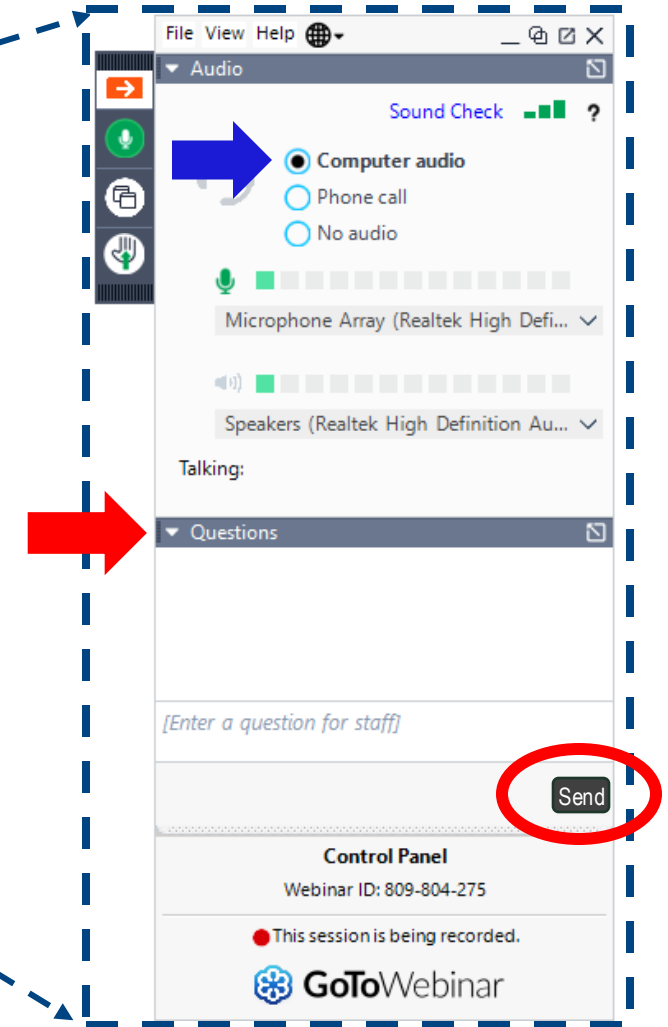 File View Help
Audio
Sound Check ?
Computer audio
Phone call
No audio
Microphone Array (Realtek High Defi...
Speakers (Realtek High Definition Au...
Talking:
Questions
[Enter a question for staff]
Send
Control Panel
Webinar ID: 809-804-275
This session is being recorded.
GoToWebinar